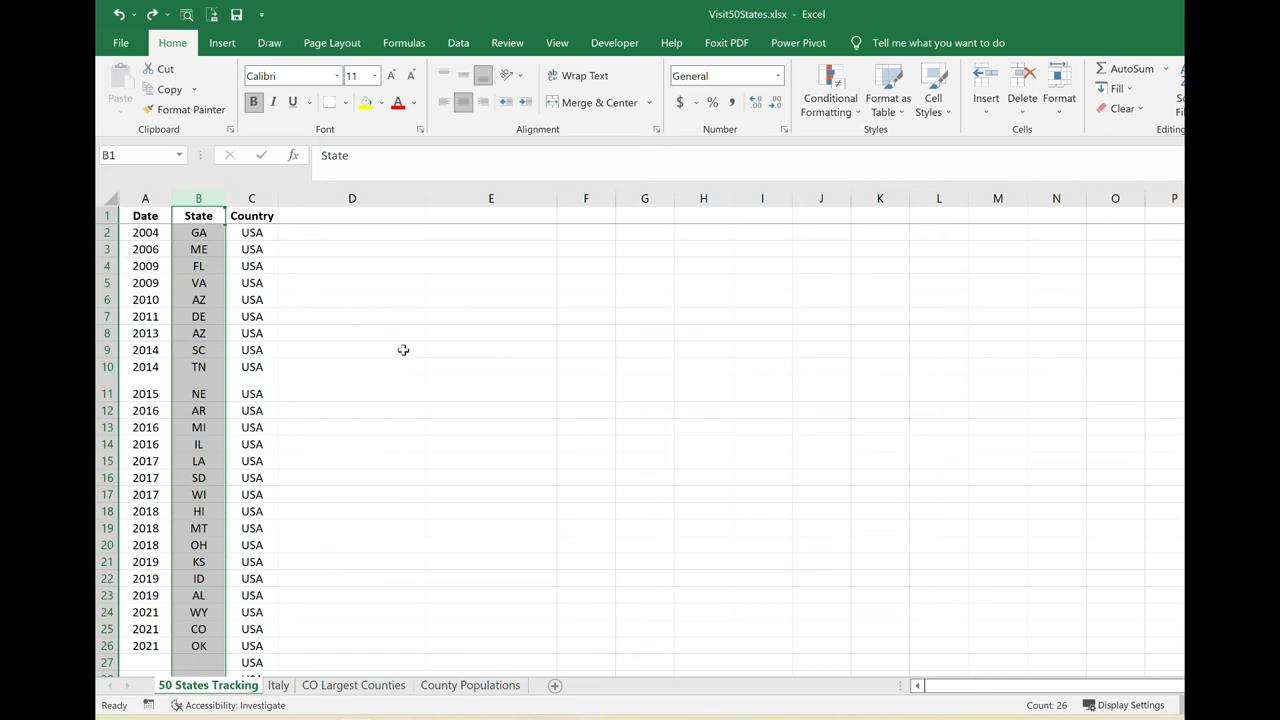 Visit50States.xlsx - Excel
File Home Insert Draw Page Layout Formulas Data Review View Developer Help Foxit PDF Power Pivot Tell me what you want to do
Paste Cut Copy Format Painter
Calibri 11
B I U A A A
Wrap Text
Merge & Center
General
$ % ,
Conditional Formatting Format as Table Cell Styles
Insert Delete Format
AutoSum Fill Clear
Clipboard Font Alignment Number Styles Cells Editing
B1 fx State
A B C D E F G H I J K L M N O P
1 Date State Country
2 2004 GA USA
3 2006 ME USA
4 2009 FL USA
5 2009 VA USA
6 2010 AZ USA
7 2011 DE USA
8 2013 AZ USA
9 2014 SC USA
10 2014 TN USA
11 2015 NE USA
12 2016 AR USA
13 2016 MI USA
14 2016 IL USA
15 2017 LA USA
16 2017 SD USA
17 2017 WI USA
18 2018 HI USA
19 2018 MT USA
20 2018 OH USA
21 2019 KS USA
22 2019 ID USA
23 2019 AL USA
24 2021 WY USA
25 2021 CO USA
26 2021 OK USA
27 USA
50 States Tracking Italy CO Largest Counties County Populations
Ready Accessibility: Investigate Count: 26 Display Settings